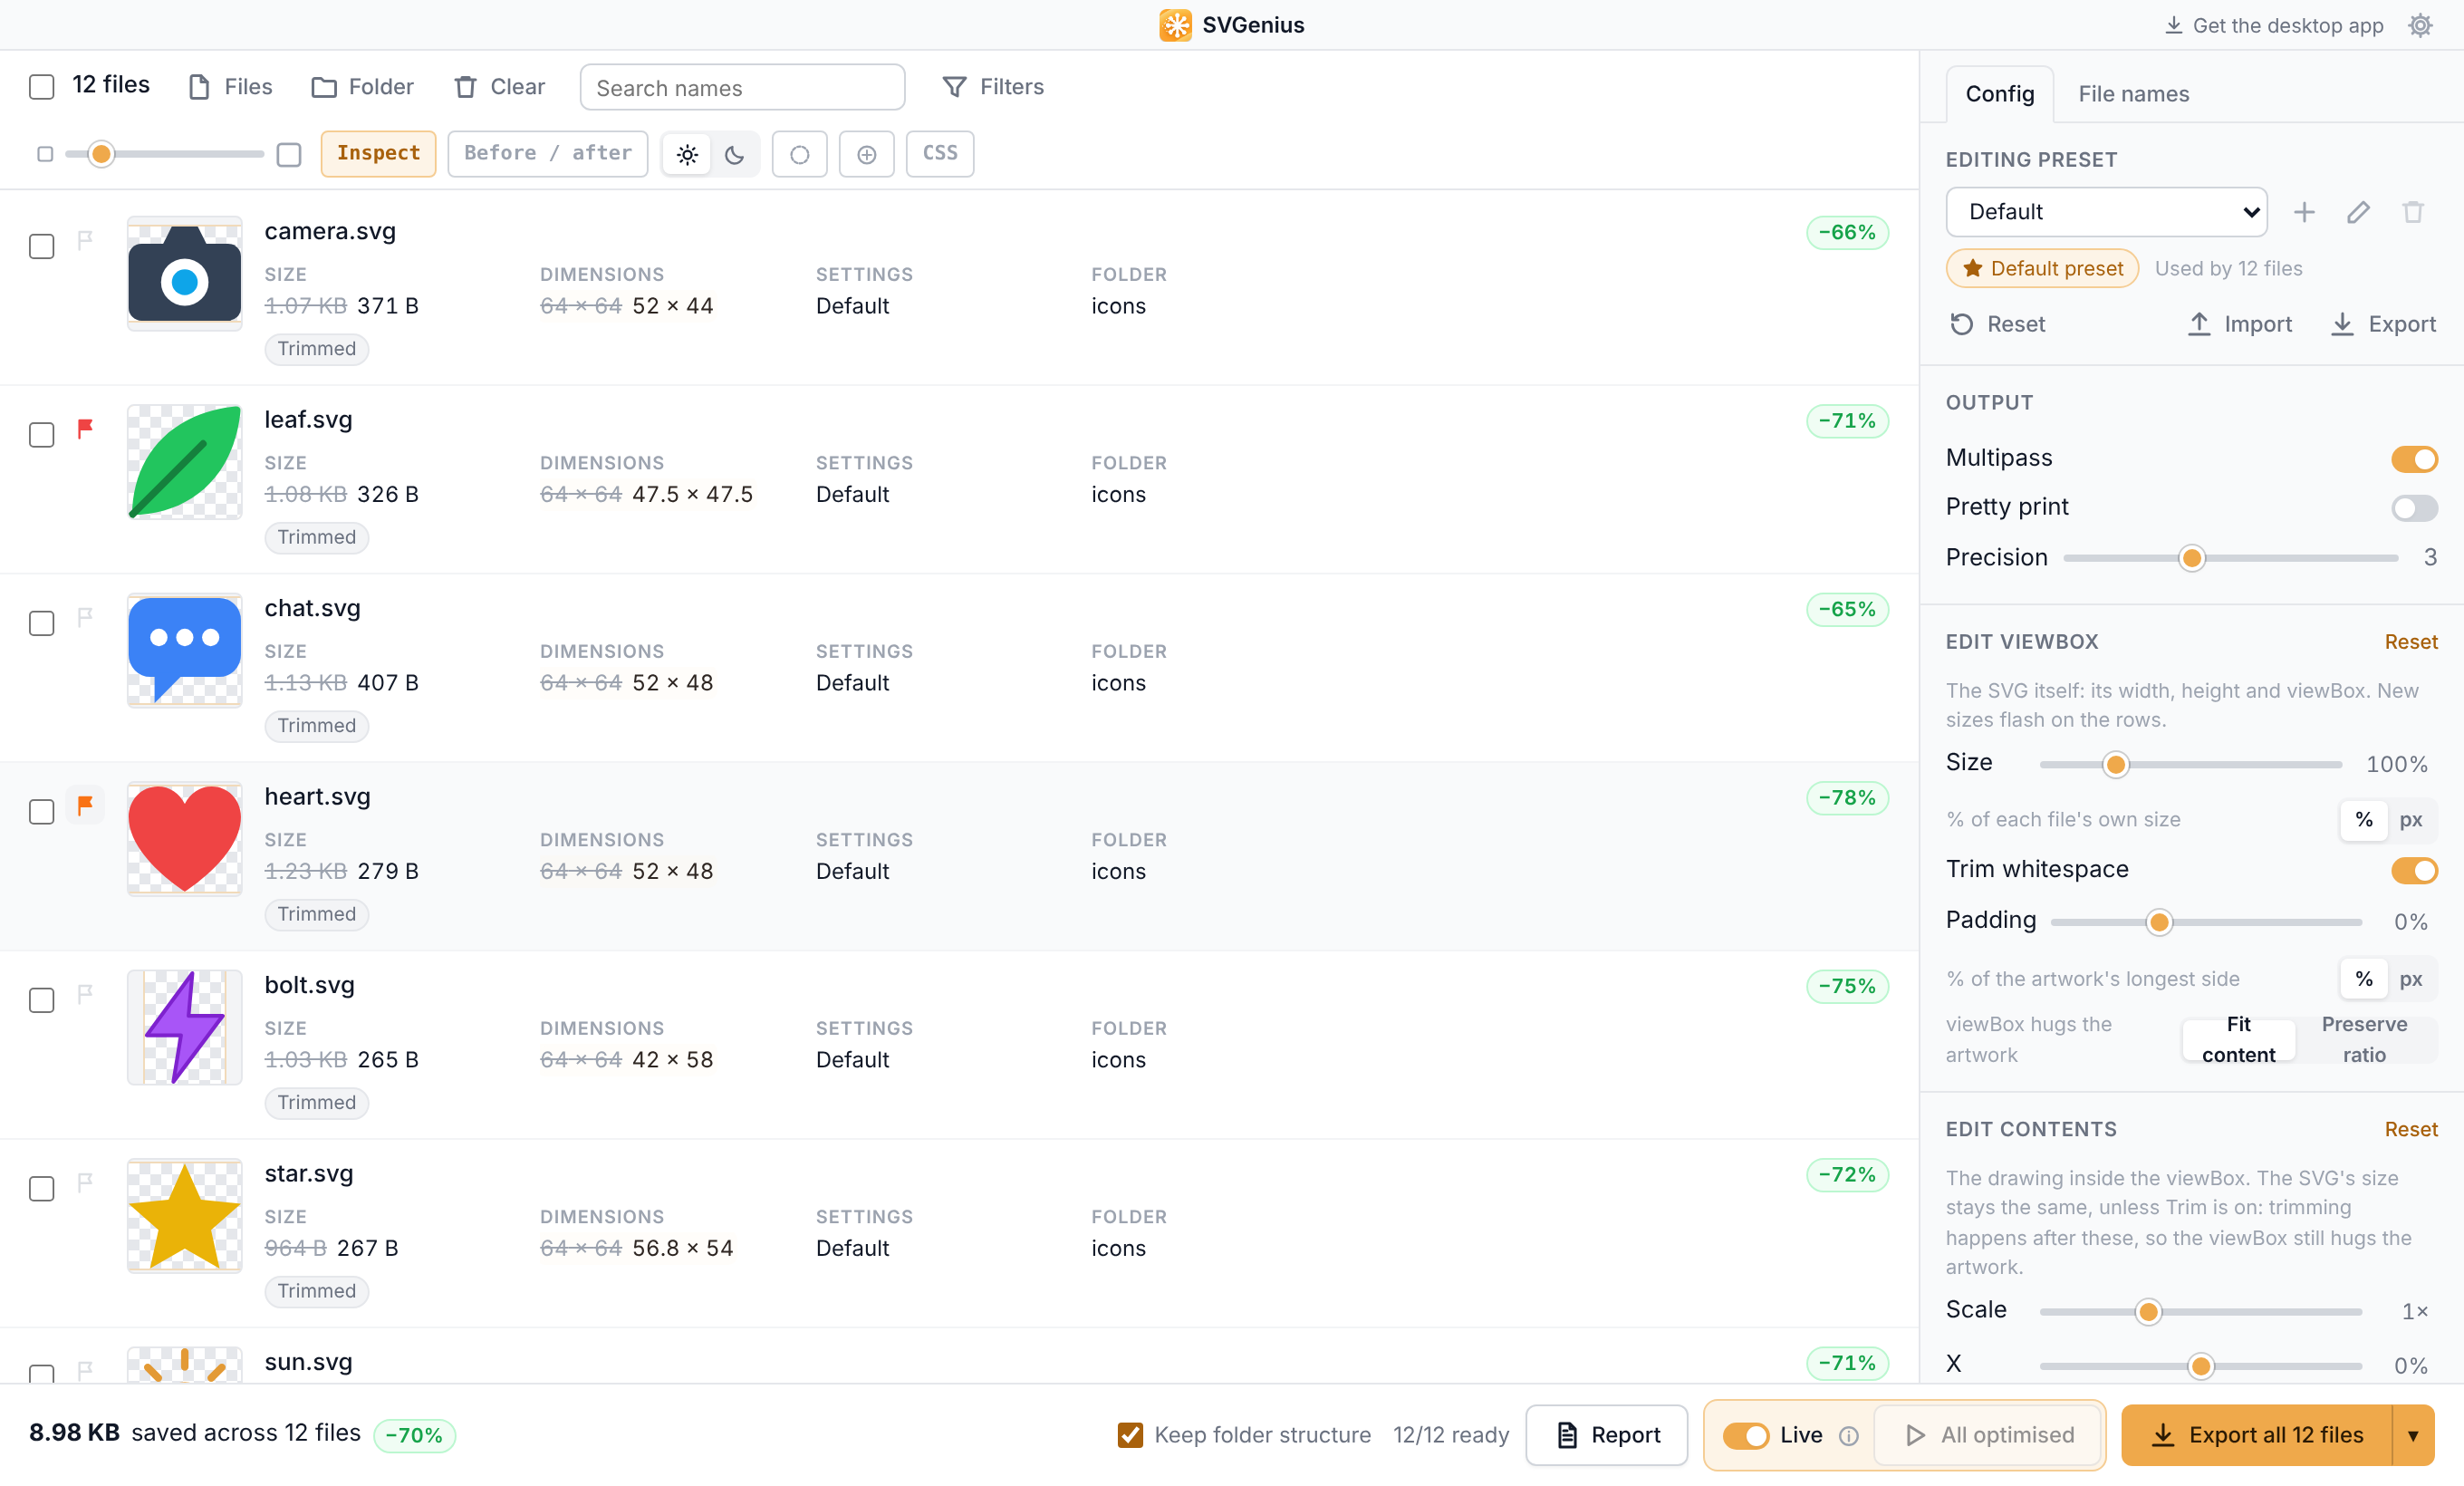 SVGenius
Get the desktop app
12 files
Files
Folder
Clear
Search names
Filters
Inspect
Before / after
CSS
camera.svg
−66%
SIZE DIMENSIONS SETTINGS FOLDER
1.07 KB 371 B 64 × 64 52 × 44 Default icons
Trimmed
leaf.svg
−71%
SIZE DIMENSIONS SETTINGS FOLDER
1.08 KB 326 B 64 × 64 47.5 × 47.5 Default icons
Trimmed
chat.svg
−65%
SIZE DIMENSIONS SETTINGS FOLDER
1.13 KB 407 B 64 × 64 52 × 48 Default icons
Trimmed
heart.svg
−78%
SIZE DIMENSIONS SETTINGS FOLDER
1.23 KB 279 B 64 × 64 52 × 48 Default icons
Trimmed
bolt.svg
−75%
SIZE DIMENSIONS SETTINGS FOLDER
1.03 KB 265 B 64 × 64 42 × 58 Default icons
Trimmed
star.svg
−72%
SIZE DIMENSIONS SETTINGS FOLDER
964 B 267 B 64 × 64 56.8 × 54 Default icons
Trimmed
sun.svg
−71%
Config
File names
EDITING PRESET
Default
Default preset
Used by 12 files
Reset
Import
Export
OUTPUT
Multipass
Pretty print
Precision 3
EDIT VIEWBOX
Reset
The SVG itself: its width, height and viewBox. New
sizes flash on the rows.
Size 100%
% of each file's own size
% px
Trim whitespace
Padding 0%
% of the artwork's longest side
% px
viewBox hugs the
artwork
Fit
content
Preserve
ratio
EDIT CONTENTS
Reset
The drawing inside the viewBox. The SVG's size
stays the same, unless Trim is on: trimming
happens after these, so the viewBox still hugs the
artwork.
Scale 1×
X 0%
8.98 KB saved across 12 files −70%
Keep folder structure
12/12 ready
Report
Live
All optimised
Export all 12 files